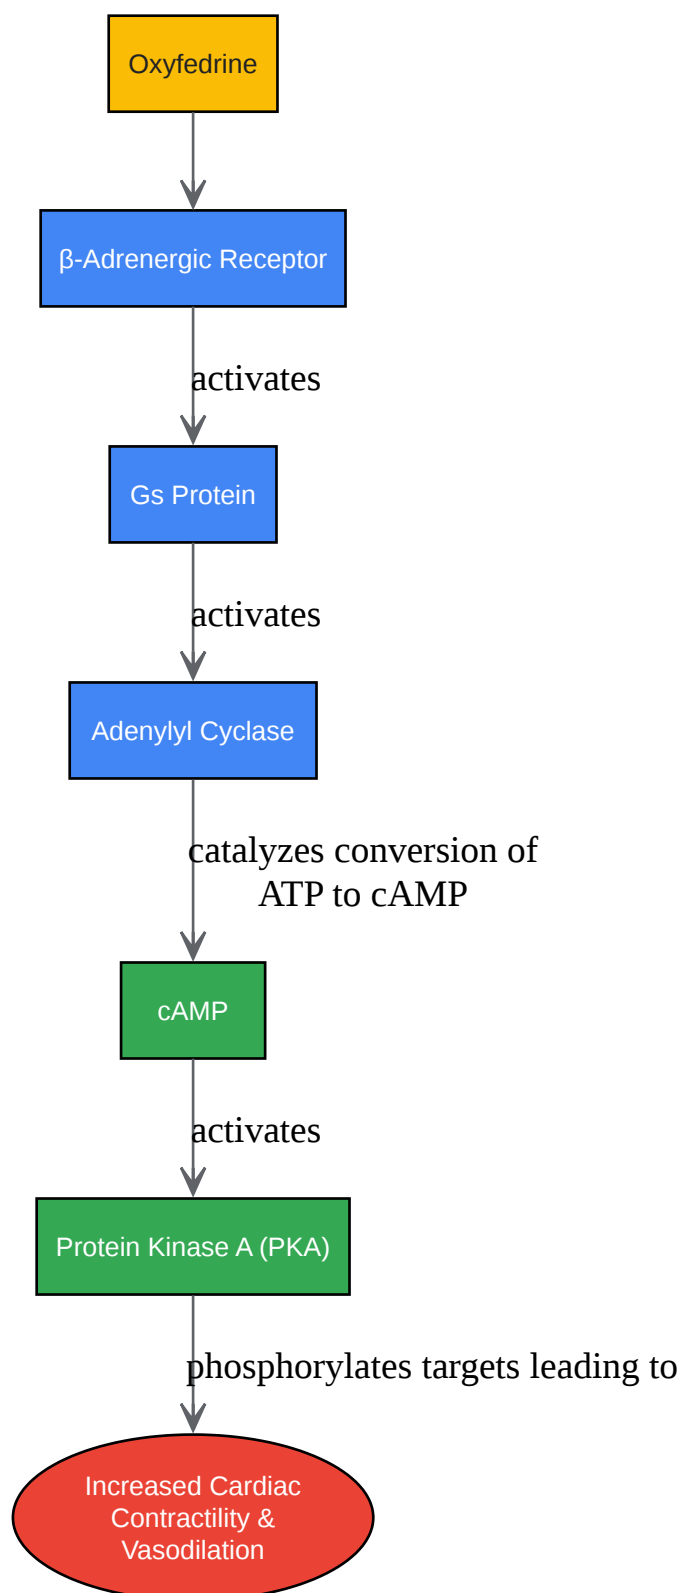 Oxyfedrine
β-Adrenergic Receptor
activates
Gs Protein
activates
Adenylyl Cyclase
catalyzes conversion of
ATP to cAMP
cAMP
activates
Protein Kinase A (PKA)
phosphorylates targets leading to
Increased Cardiac
Contractility &
Vasodilation